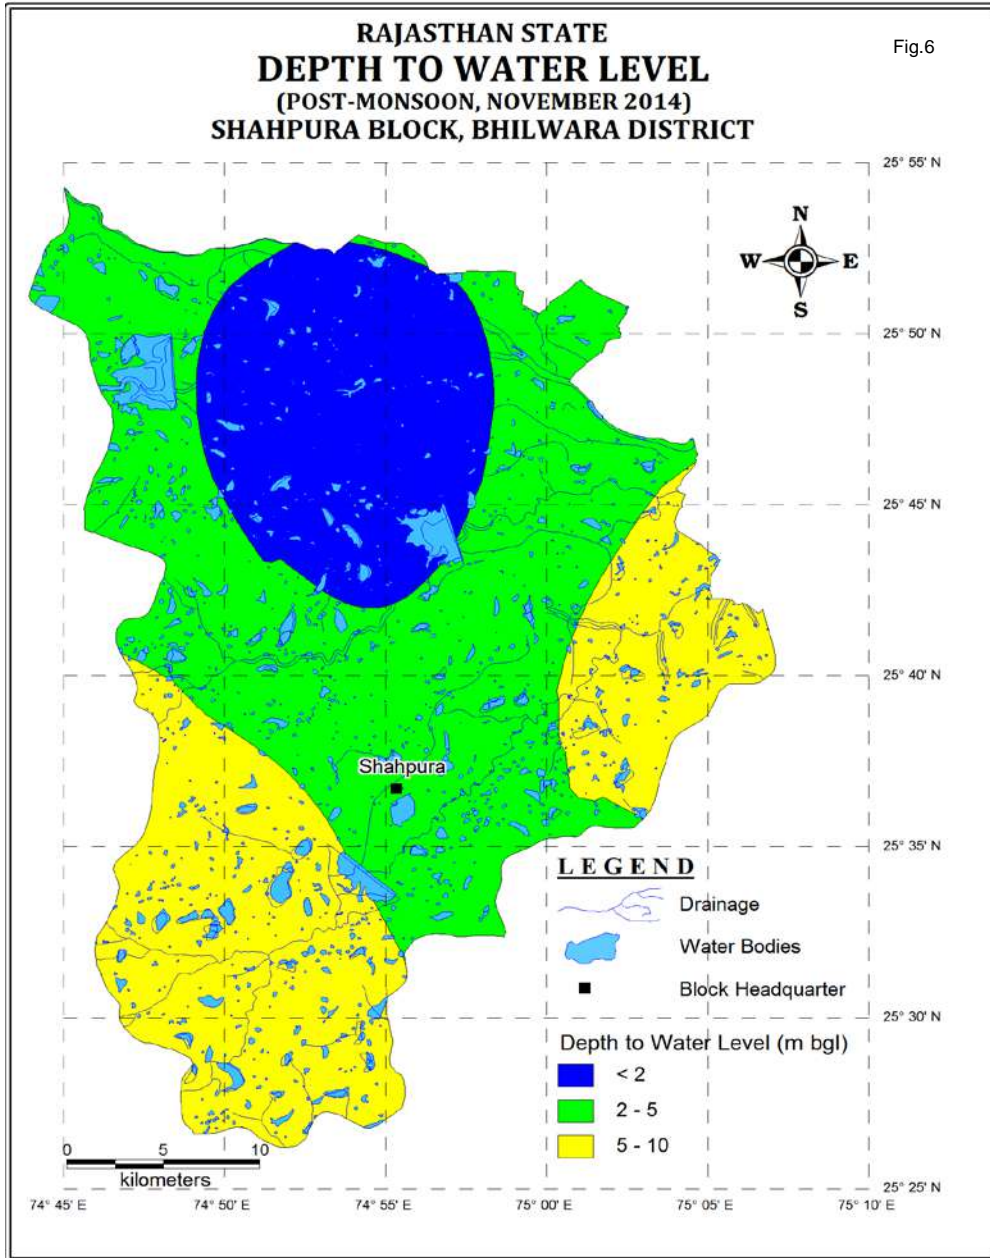 RAJASTHAN STATE
Fig.6
DEPTH TO WATER LEVEL
(POST-MONSOON, NOVEMBER 2014)
SHAHPURA BLOCK, BHILWARA DISTRICT
25° 55' N
N
W E
S
25° 50' N
25° 45' N
25° 40' N
Shahpura
25° 35' N
LEGEND
Drainage
Water Bodies
Block Headquarter
25° 30' N
Depth to Water Level (m bgl)
< 2
2 - 5
5 - 10
0 5 10
kilometers
25° 25' N
74° 45' E 74° 50' E 74° 55' E 75° 00' E 75° 05' E 75° 10' E